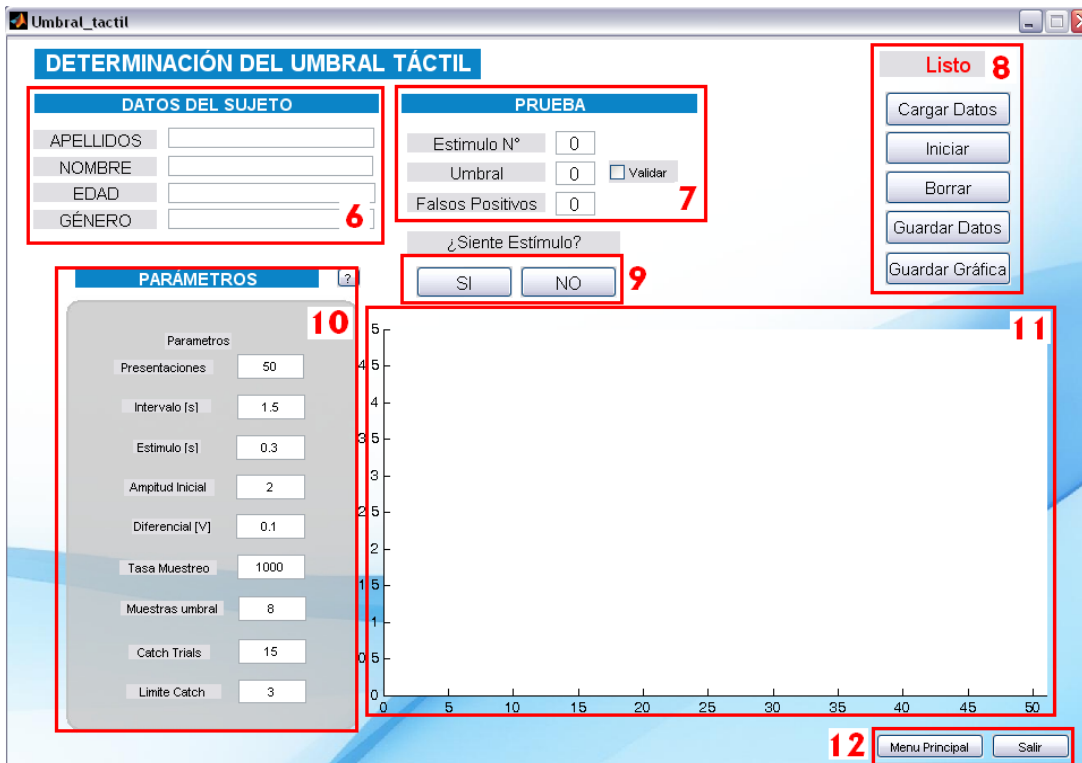 Umbral_tactil
DETERMINACIÓN DEL UMBRAL TÁCTIL
DATOS DEL SUJETO
APELLIDOS
NOMBRE
EDAD
GÉNERO
6
PRUEBA
Estimulo N° 0
Umbral 0 Validar
Falsos Positivos 0
7
Listo 8
Cargar Datos
Iniciar
Borrar
Guardar Datos
Guardar Gráfica
¿Siente Estímulo?
SI NO 9
PARÁMETROS ?
10
Parametros
Presentaciones 50
Intervalo [s] 1.5
Estimulo [s] 0.3
Ampitud Inicial 2
Diferencial [V] 0.1
Tasa Muestreo 1000
Muestras umbral 8
Catch Trials 15
Limite Catch 3
11
5
4.5
4
3.5
3
2.5
2
1.5
1
0.5
0
0 5 10 15 20 25 30 35 40 45 50
12 Menu Principal Salir